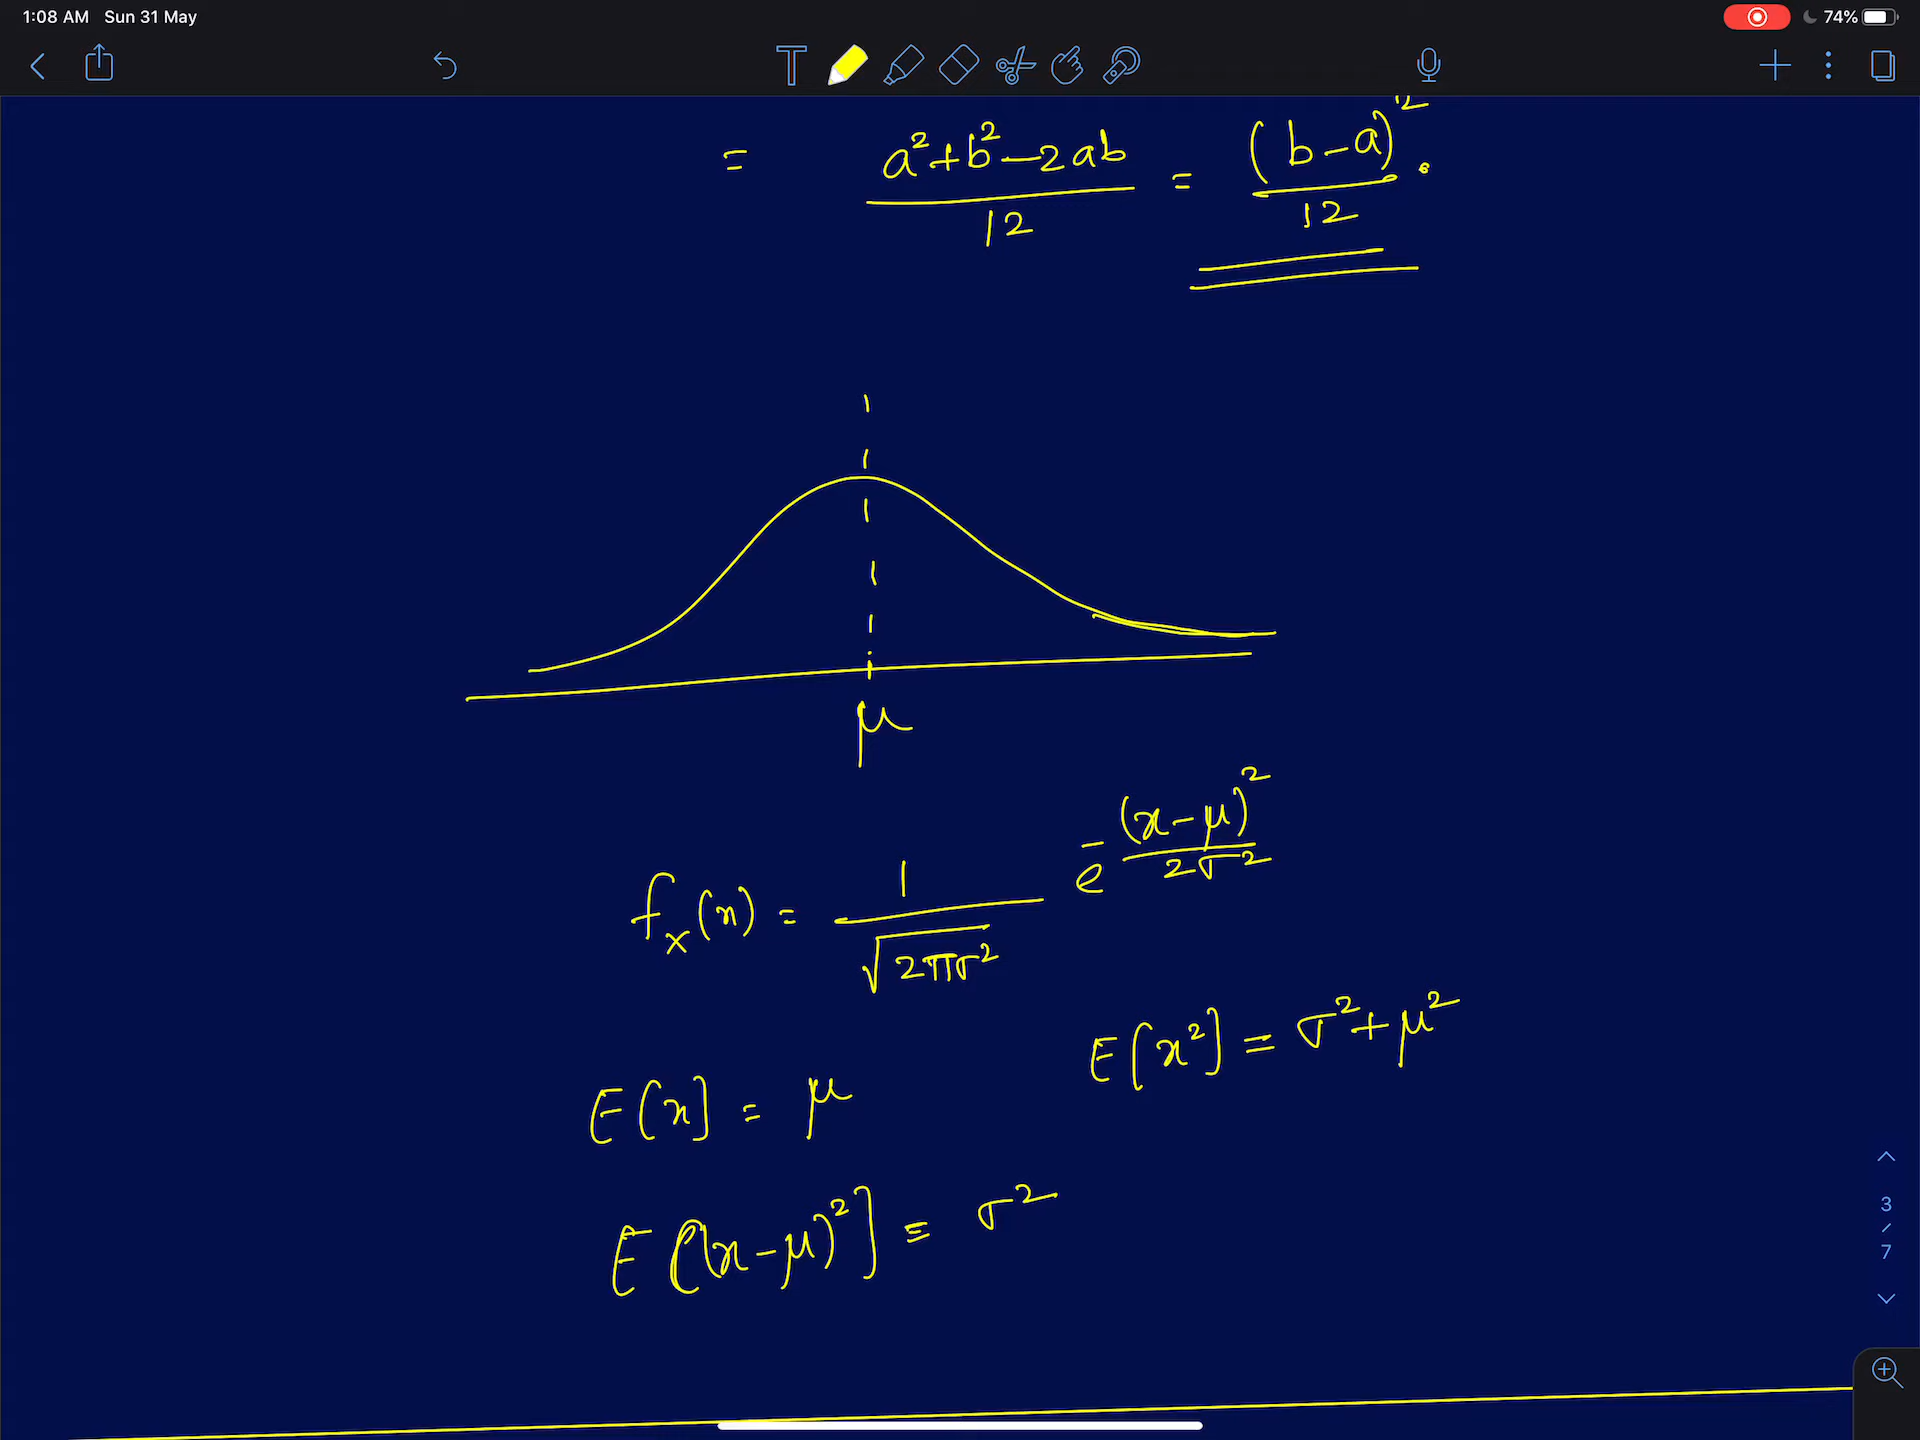 1:08 AM Sun 31 May 74%
= a²+b²-2ab / 12 = (b-a)² / 12 .
μ
f_x(x) = 1 / √2πσ² e^-(x-μ)² / 2σ²
E[x²] = σ²+μ²
E[x] = μ
E[(x-μ)²] = σ²
3
/
7